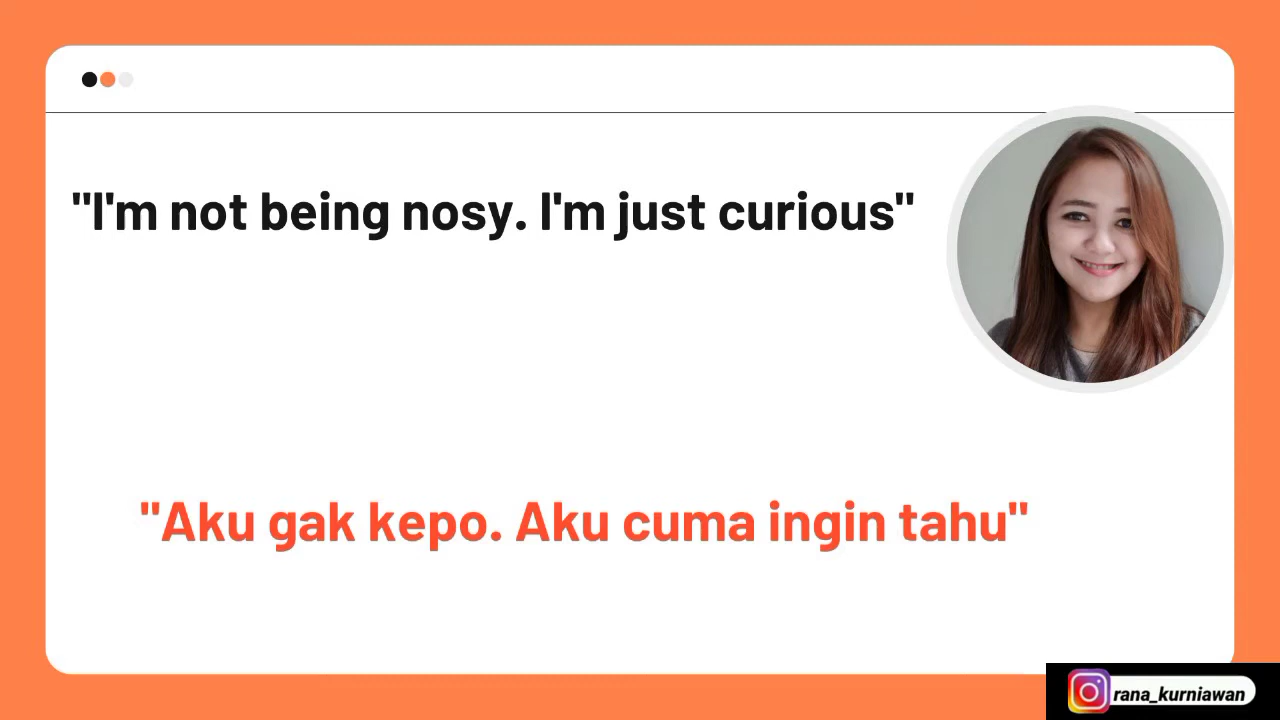 "I'm not being nosy. I'm just curious"
"Aku gak kepo. Aku cuma ingin tahu"
rana_kurniawan